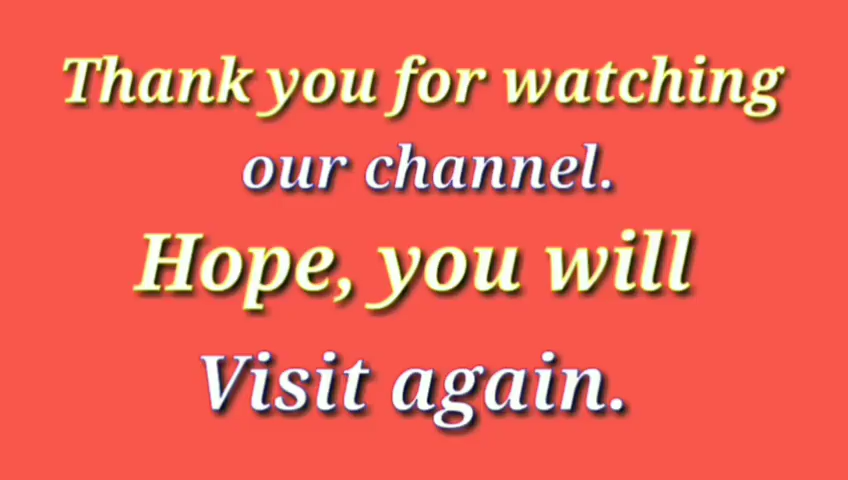 Thank you for watching
our channel.
Hope, you will
Visit again.